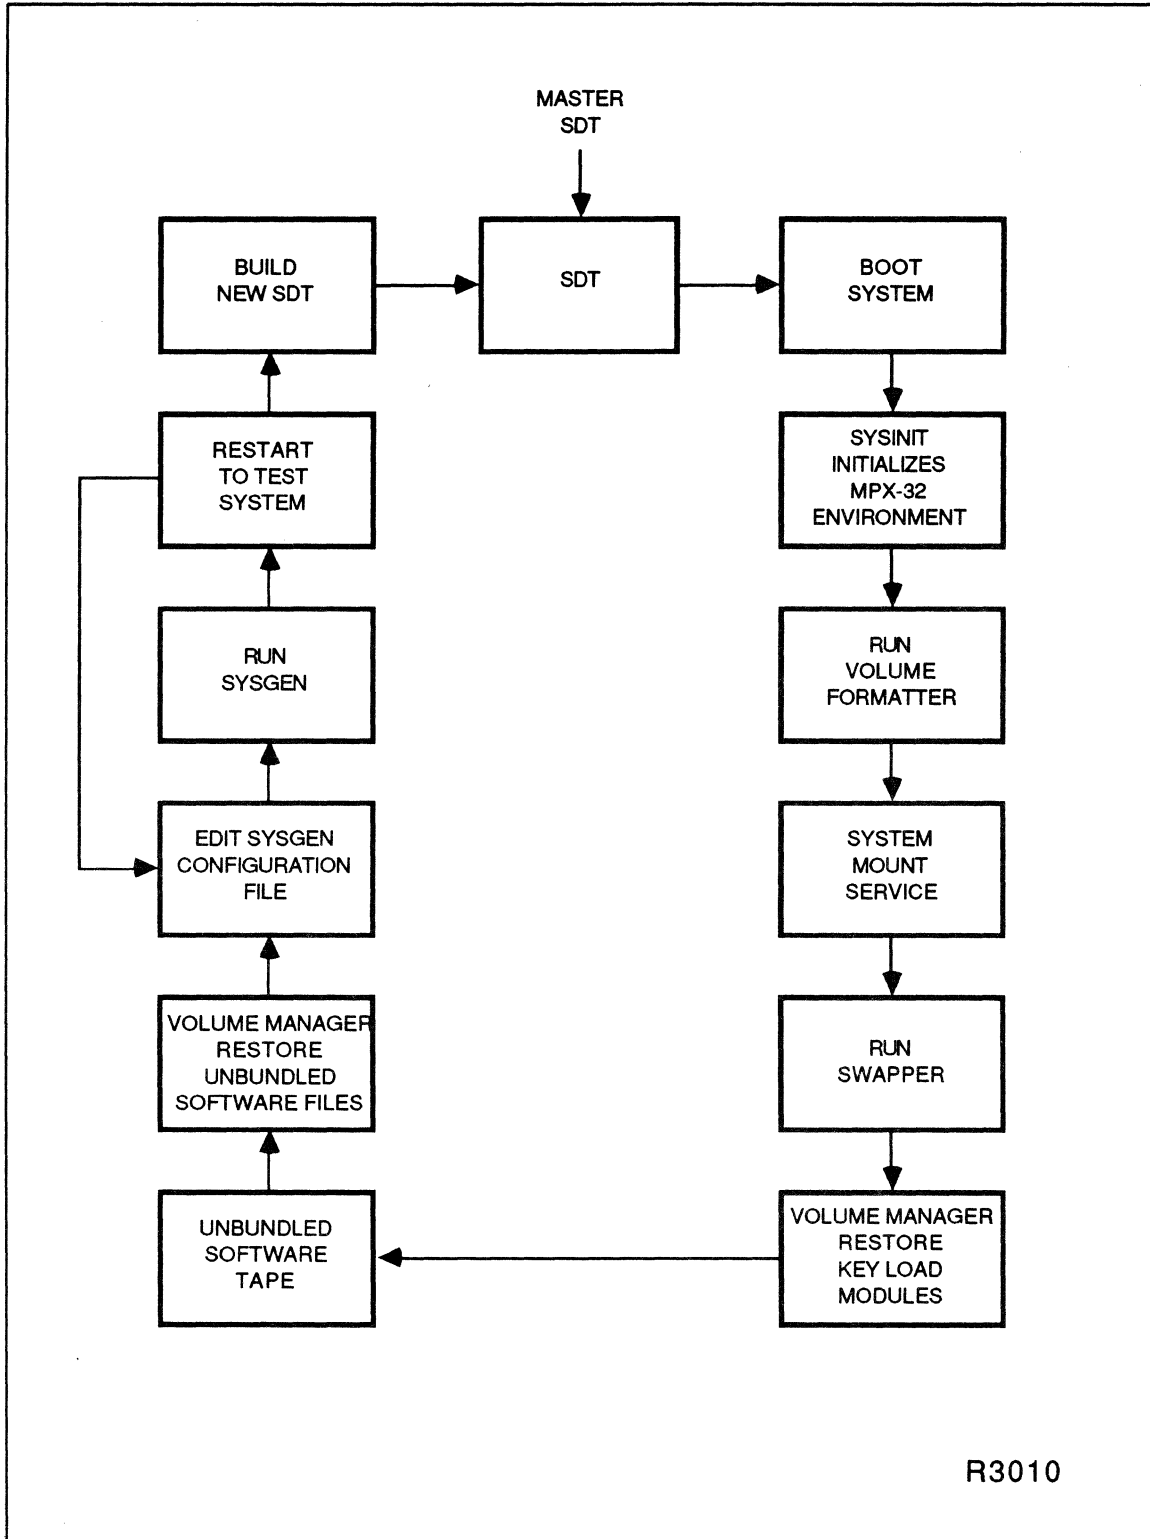 MASTER
SDT
BUILD
NEW SDT
SDT
BOOT
SYSTEM
RESTART
TO TEST
SYSTEM
SYSINIT
INITIALIZES
MPX-32
ENVIRONMENT
RUN
SYSGEN
RUN
VOLUME
FORMATTER
EDIT SYSGEN
CONFIGURATION
FILE
SYSTEM
MOUNT
SERVICE
VOLUME MANAGER
RESTORE
UNBUNDLED
SOFTWARE FILES
RUN
SWAPPER
UNBUNDLED
SOFTWARE
TAPE
VOLUME MANAGER
RESTORE
KEY LOAD
MODULES
R3010